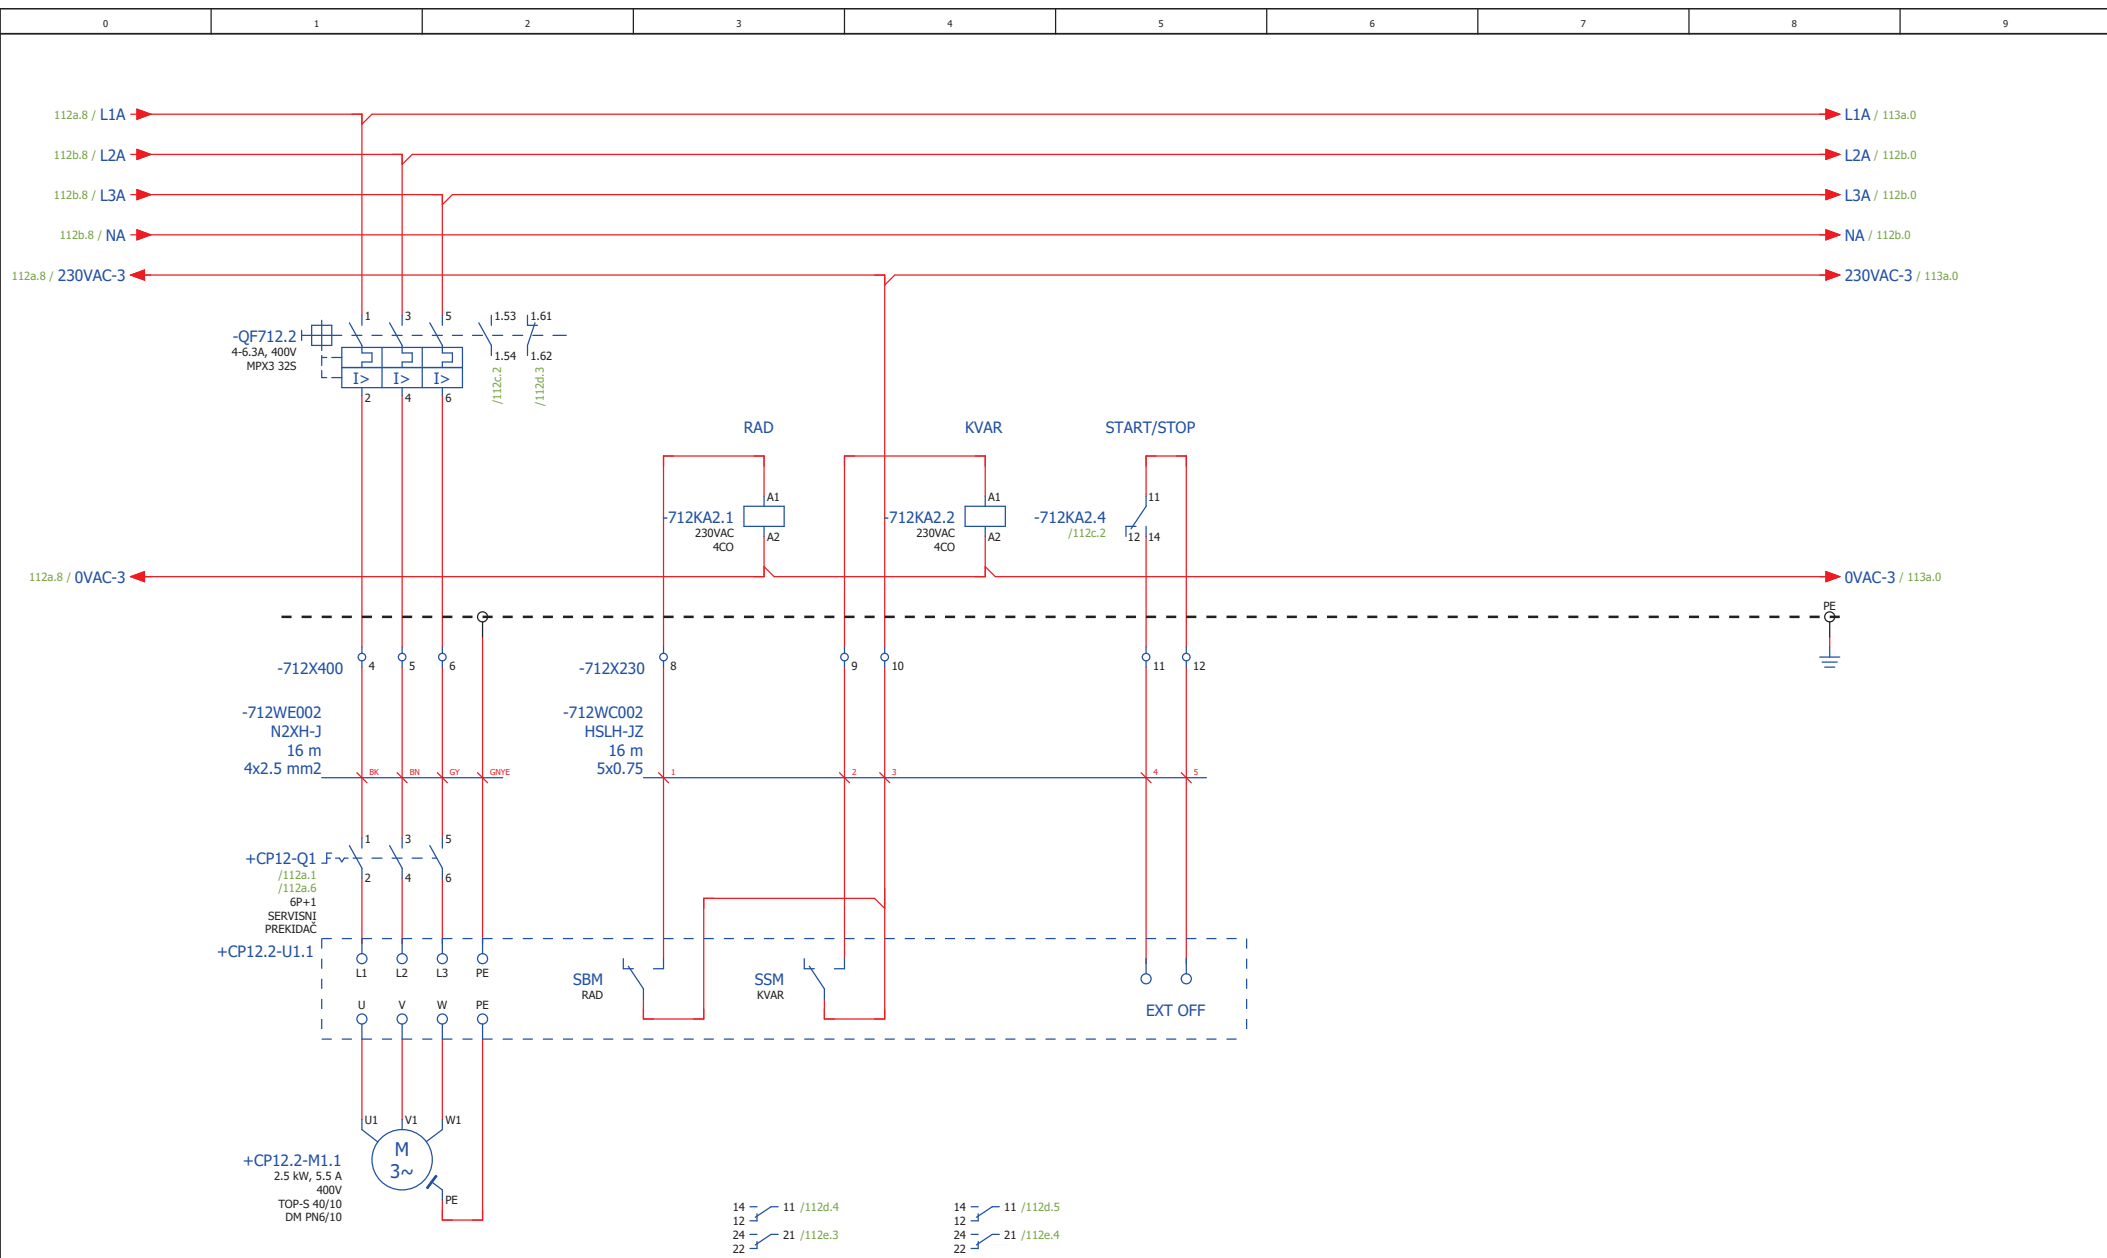 0 1 2 3 4 5 6 7 8 9
112a.8 / L1A L1A / 113a.0
112b.8 / L2A L2A / 112b.0
112b.8 / L3A L3A / 112b.0
112b.8 / NA NA / 112b.0
112a.8 / 230VAC-3 230VAC-3 / 113a.0
1 3 5 1.53 1.61
-QF712.2
4-6.3A, 400V
MPX3 32S
1.54 1.62
I> I> I>
/112c.2 /112d.3
2 4 6
RAD KVAR START/STOP
A1 A1 11
-712KA2.1 -712KA2.2 -712KA2.4
230VAC 230VAC /112c.2
A2 A2 12 14
4CO 4CO
112a.8 / 0VAC-3 0VAC-3 / 113a.0
PE
-712X400 4 5 6 -712X230 8 9 10 11 12
-712WE002 -712WC002
N2XH-J HSLH-JZ
16 m 16 m
4x2.5 mm2 BK BN GY GNYE 5x0.75 1 2 3 4 5
1 3 5
+CP12-Q1
/112a.1 2 4 6
/112a.6
6P+1
SERVISNI
PREKIDAČ
+CP12.2-U1.1
L1 L2 L3 PE
SBM SSM
RAD KVAR
U V W PE
EXT OFF
U1 V1 W1
M
3~
+CP12.2-M1.1
2.5 kW, 5.5 A
400V
TOP-S 40/10
DM PN6/10
PE
14 11 /112d.4 14 11 /112d.5
12 12
24 21 /112e.3 24 21 /112e.4
22 22